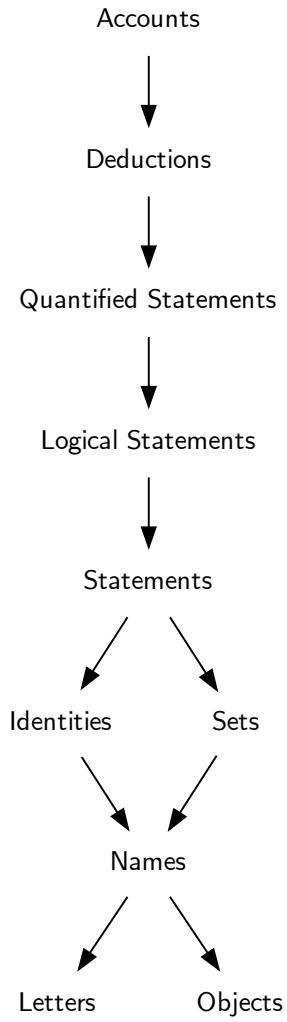 Accounts
Deductions
Quantified Statements
Logical Statements
Statements
Identities
Sets
Names
Letters
Objects